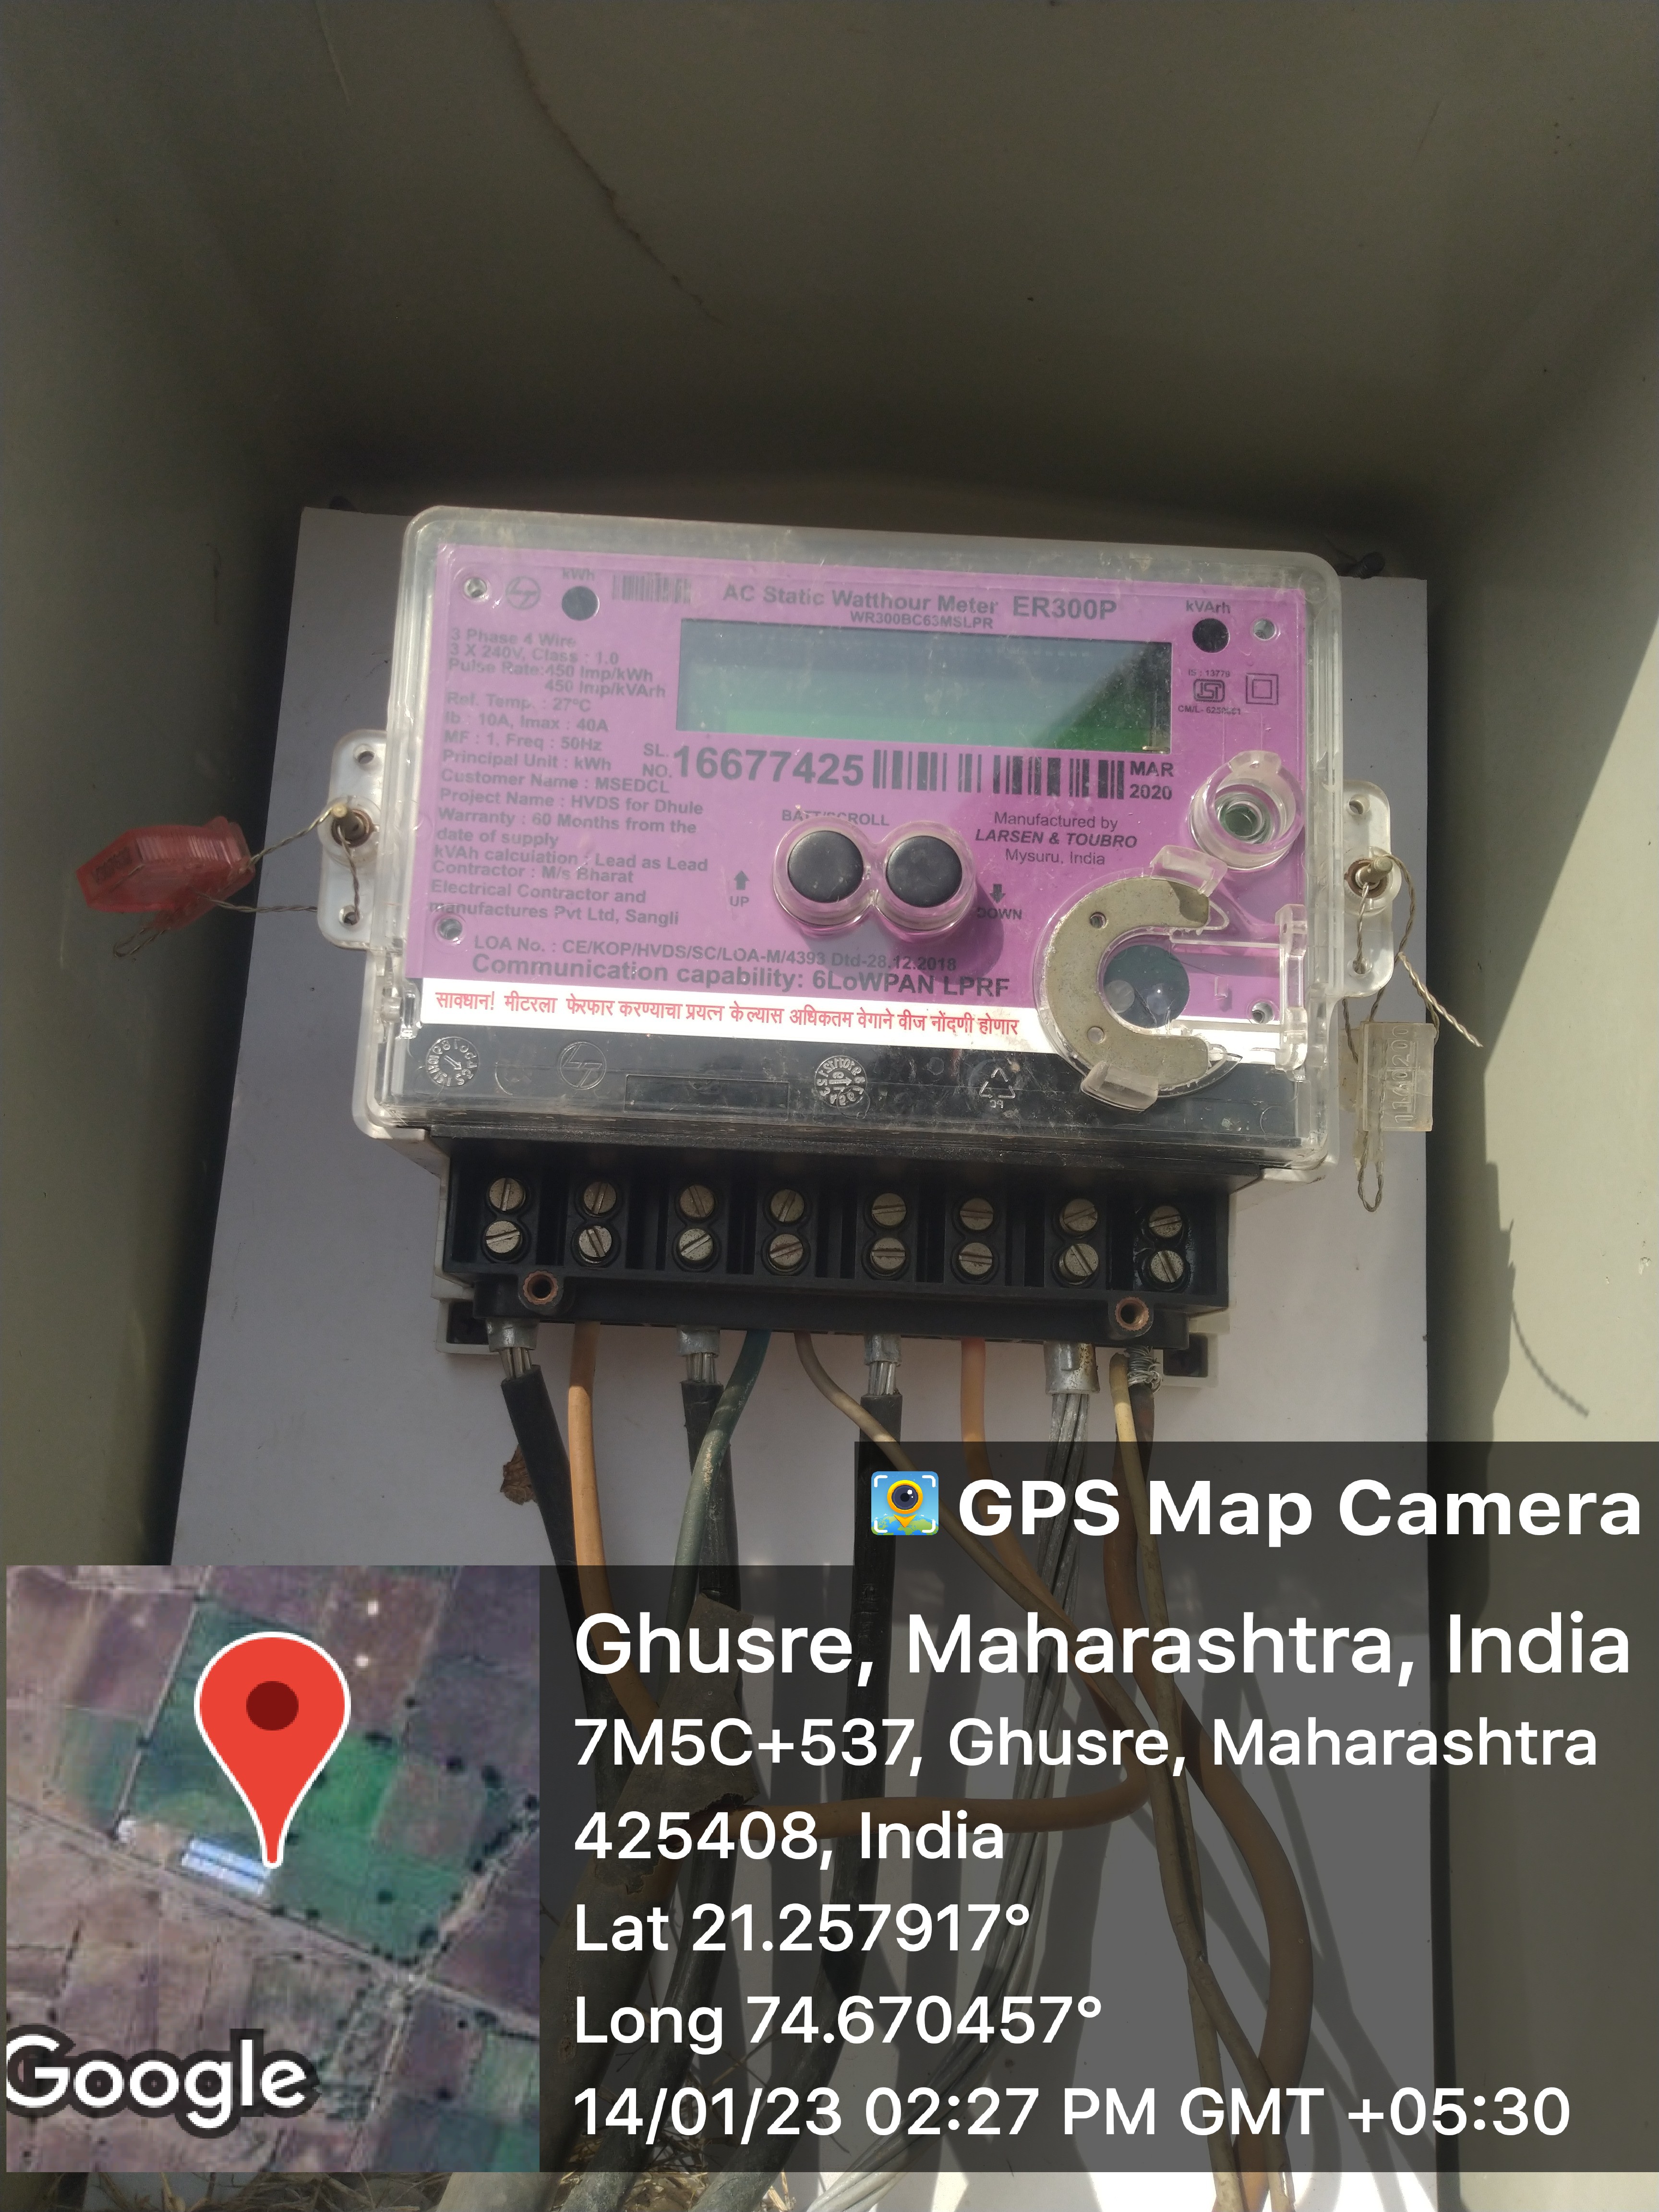 kWh
AC Static Watthour Meter ER300P
WR300BC63MSLPR
kVArh
3 Phase 4 Wire
3 X 240V, Class : 1.0
Pulse Rate:450 Imp/kWh
450 Imp/kVArh
Ref. Temp. : 27°C
Ib : 10A, Imax : 40A
MF : 1, Freq : 50Hz
Principal Unit : kWh
Customer Name : MSEDCL
Project Name : HVDS for Dhule
Warranty : 60 Months from the
date of supply
kVAh calculation : Lead as Lead
Contractor : M/s Bharat
Electrical Contractor and
manufactures Pvt Ltd, Sangli
IS : 13779
ISI
SL. NO. 16677425
MAR
2020
BATT/SCROLL
UP
DOWN
Manufactured by
LARSEN & TOUBRO
Mysuru, India
LOA No. : CE/KOP/HVDS/SC/LOA-M/4393 Dtd-28.12.2018
Communication capability: 6LoWPAN LPRF
सावधान! मीटरला फेरफार करण्याचा प्रयत्न केल्यास अधिकतम वेगाने वीज नोंदणी होणार
PC
GPS Map Camera
Ghusre, Maharashtra, India
7M5C+537, Ghusre, Maharashtra
425408, India
Lat 21.257917°
Long 74.670457°
14/01/23 02:27 PM GMT +05:30
Google